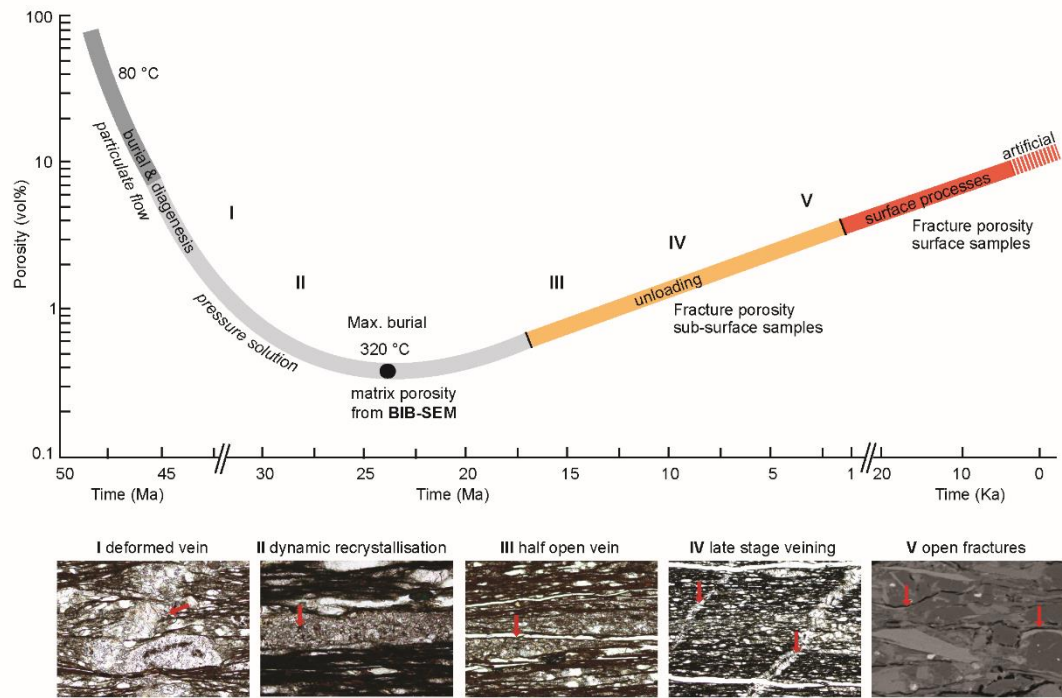 100
10
1
0.1
Porosity (vol%)
80 °C
burial & diagenesis
particulate flow
pressure solution
I
II
III
IV
V
Max. burial
320 °C
matrix porosity
from BIB-SEM
unloading
Fracture porosity
sub-surface samples
surface processes
artificial
Fracture porosity
surface samples
50
45
30
25
20
15
10
5
1
20
10
0
Time (Ma)
Time (Ma)
Time (Ka)
I deformed vein
II dynamic recrystallisation
III half open vein
IV late stage veining
V open fractures